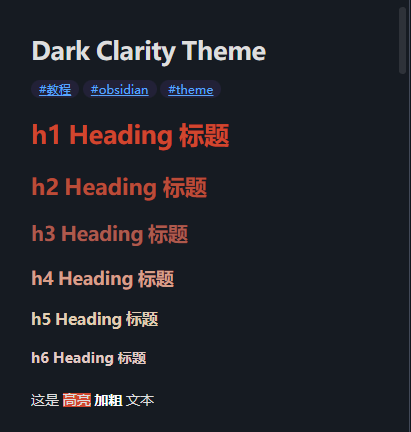 Dark Clarity Theme
#教程 #obsidian #theme
h1 Heading 标题
h2 Heading 标题
h3 Heading 标题
h4 Heading 标题
h5 Heading 标题
h6 Heading 标题
这是 高亮 加粗 文本